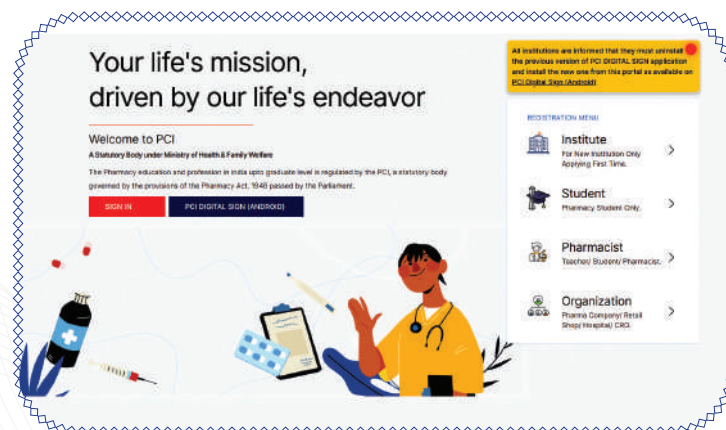 Your life's mission,
driven by our life's endeavor
Welcome to PCI
A Statutory Body under Ministry of Health & Family Welfare
The Pharmacy education and profession in india upto graduate level is regulated by the PCI, a statutory body
governed by the provisions of the Pharmacy Act, 1948 passed by the Parliament.
SIGN IN
PCI DIGITAL SIGN (ANDROID)
All institutions are informed that they must uninstall
the previous version of PCI DIGITAL SIGN application
and install the new one from this portal as available on
PCI Digital Sign (Android)
REGISTRATION MENU
Institute
For New Institution Only
Applying First Time.
Student
Pharmacy Student Only.
Pharmacist
Teacher/ Student/ Pharmacist.
Organization
Pharma Company/ Retail
Shop/ Hospital/ CRO.